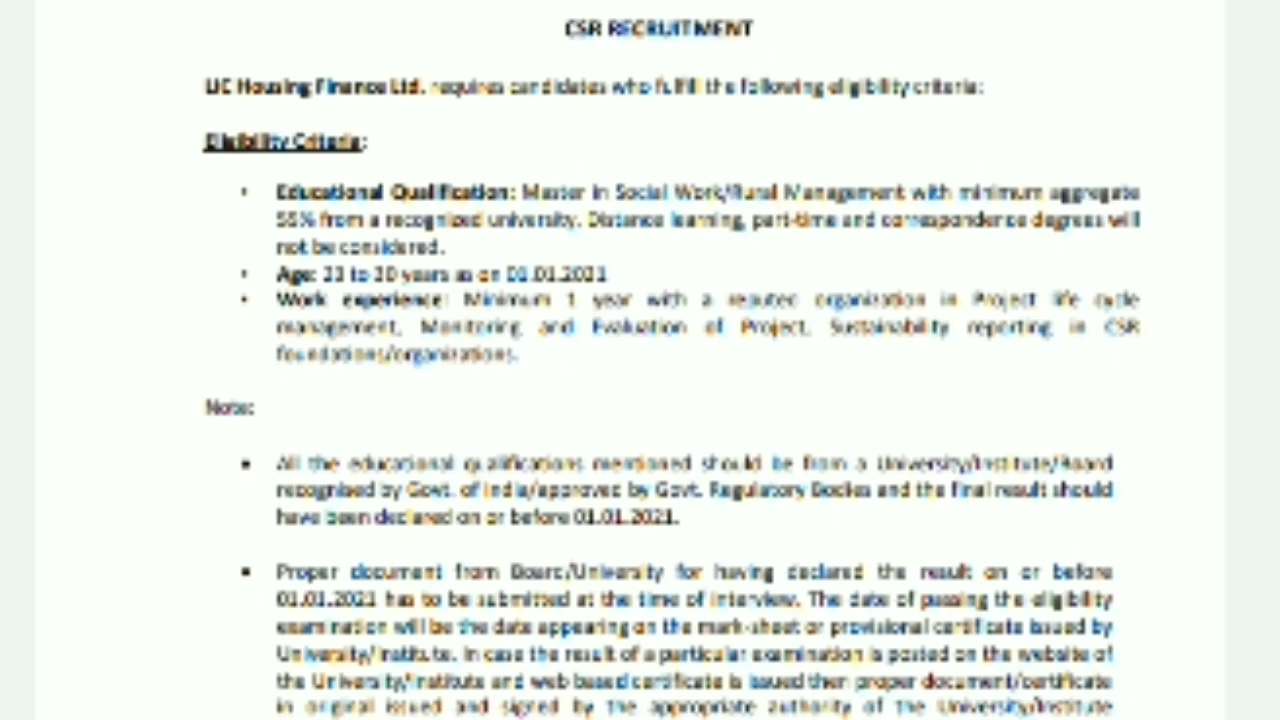 CSR RECRUITMENT
LIC Housing Finance Ltd. requires candidates who fulfill the following eligibility criteria:
Eligibility Criteria:
• Educational Qualification: Master in Social Work/Rural Management with minimum aggregate
55% from a recognized university. Distance learning, part-time and correspondence degrees will
not be considered.
• Age: to years as on 01.01.2021
• Work experience: Minimum 1 year with a reputed organization in Project life cycle
management, Monitoring and Evaluation of Project, Sustainability reporting in CSR
foundations/organizations.
Note:
▪ All the educational qualifications mentioned should be from a University/Institute/Board
recognised by Govt. of India/approved by Govt. Regulatory Bodies and the final result should
have been declared on or before 01.01.2021.
▪ Proper document from Board/University for having declared the result on or before
01.01.2021 has to be submitted at the time of interview. The date of passing the eligibility
examination will be the date appearing on the mark-sheet or provisional certificate issued by
University/Institute. In case the result of a particular examination is posted on the website of
the University/Institute and web based certificate is issued then proper document/certificate
in original issued and signed by the appropriate authority of the University/Institute